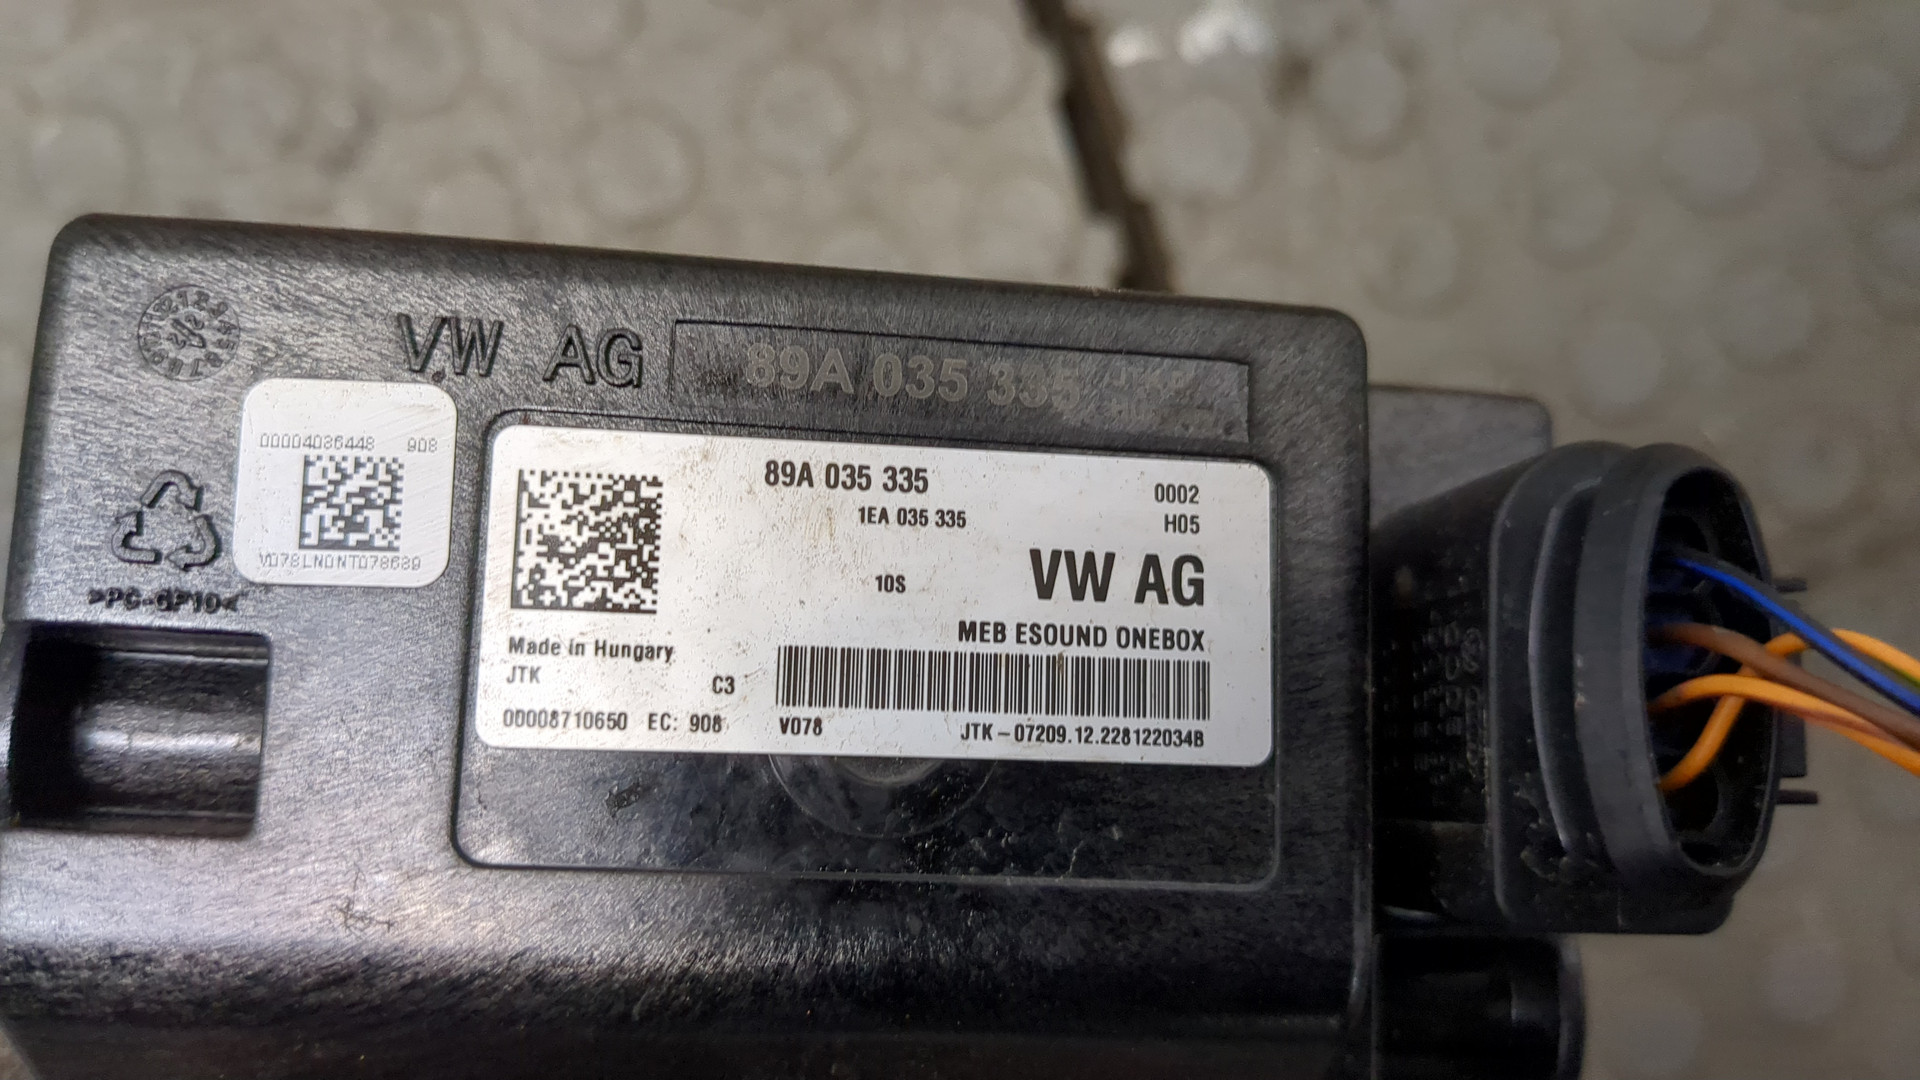 VW AG 89A 035 335
00004036448 908
V078LN0NT078689
>PC-GF10<
89A 035 335
1EA 035 335
0002
H05
10S
VW AG
MEB ESOUND ONEBOX
Made in Hungary
JTK
C3
00008710650 EC: 908
V078
JTK-07209.12.228122034B